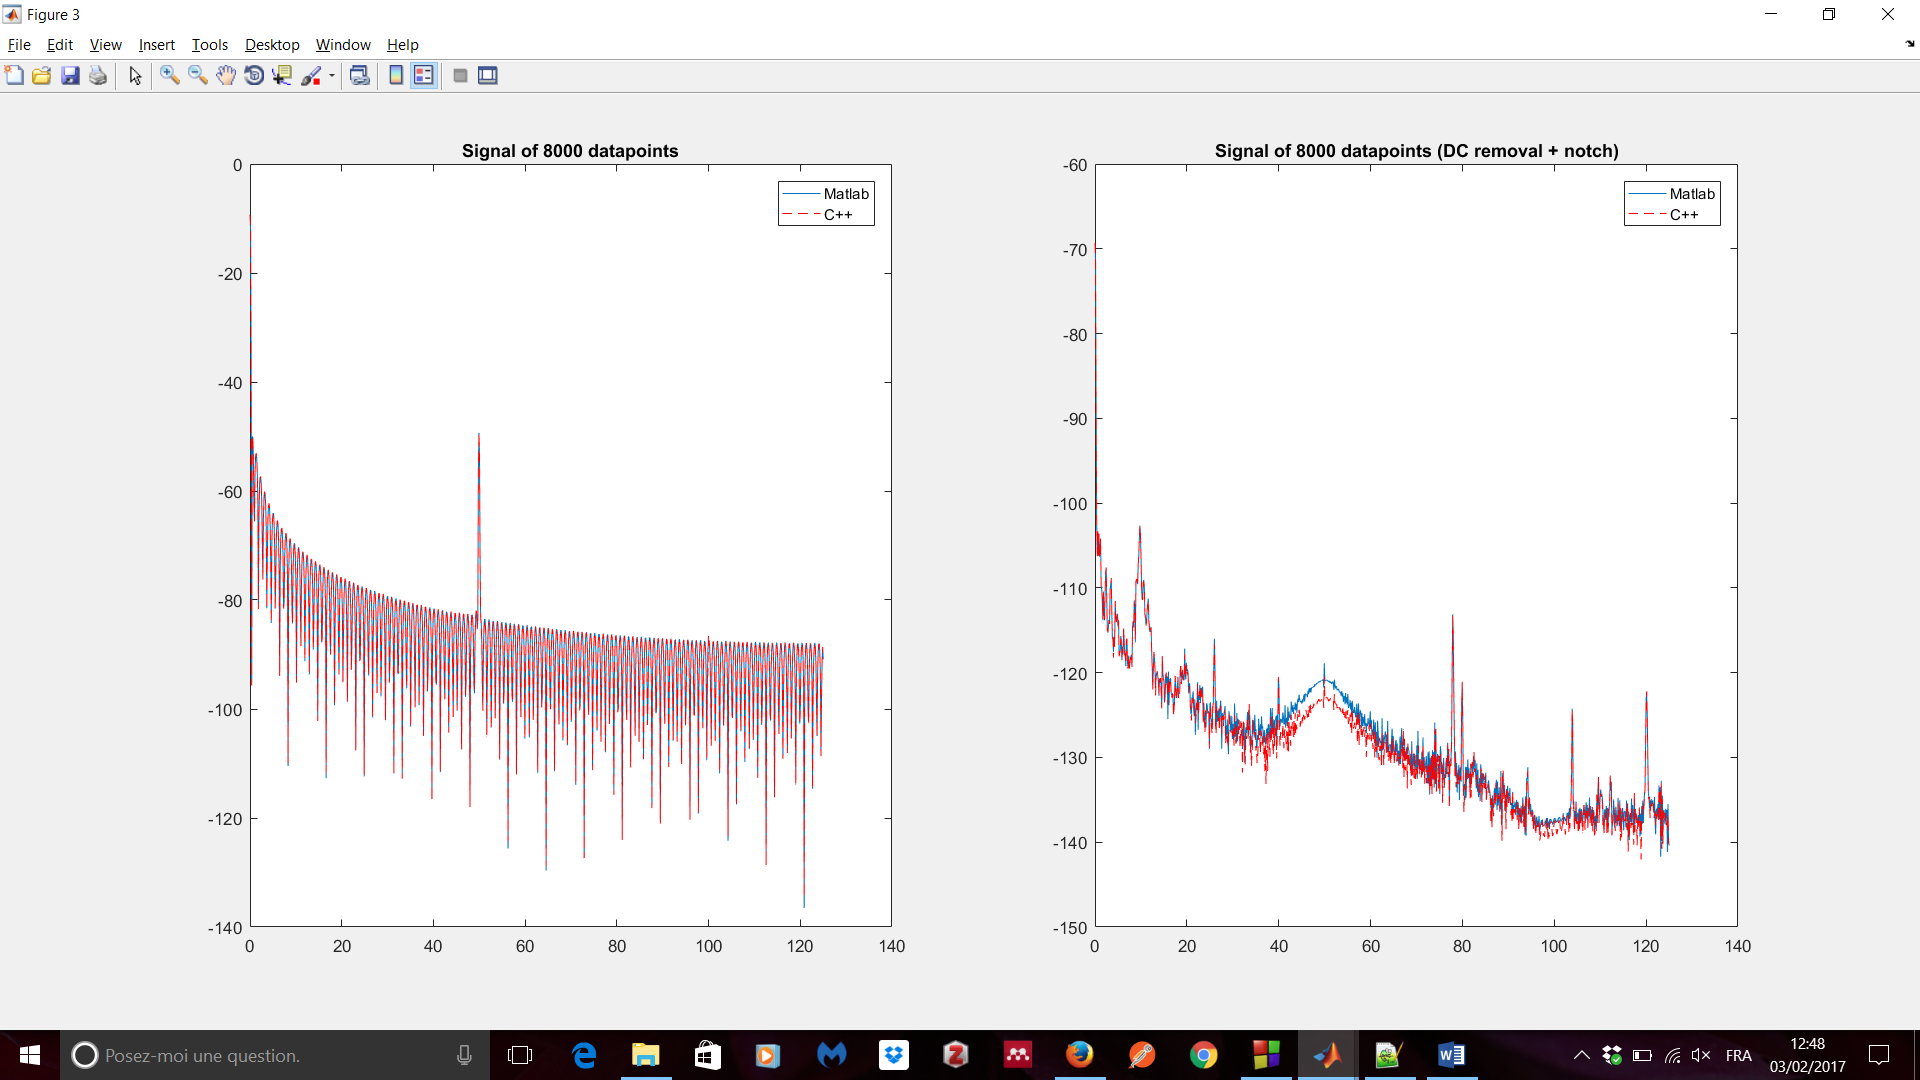 Figure 3
File Edit View Insert Tools Desktop Window Help
Signal of 8000 datapoints
Matlab
C++
0
-20
-40
-60
-80
-100
-120
-140
0 20 40 60 80 100 120 140
Signal of 8000 datapoints (DC removal + notch)
Matlab
C++
-60
-70
-80
-90
-100
-110
-120
-130
-140
-150
0 20 40 60 80 100 120 140
Posez-moi une question.
FRA
12:48
03/02/2017